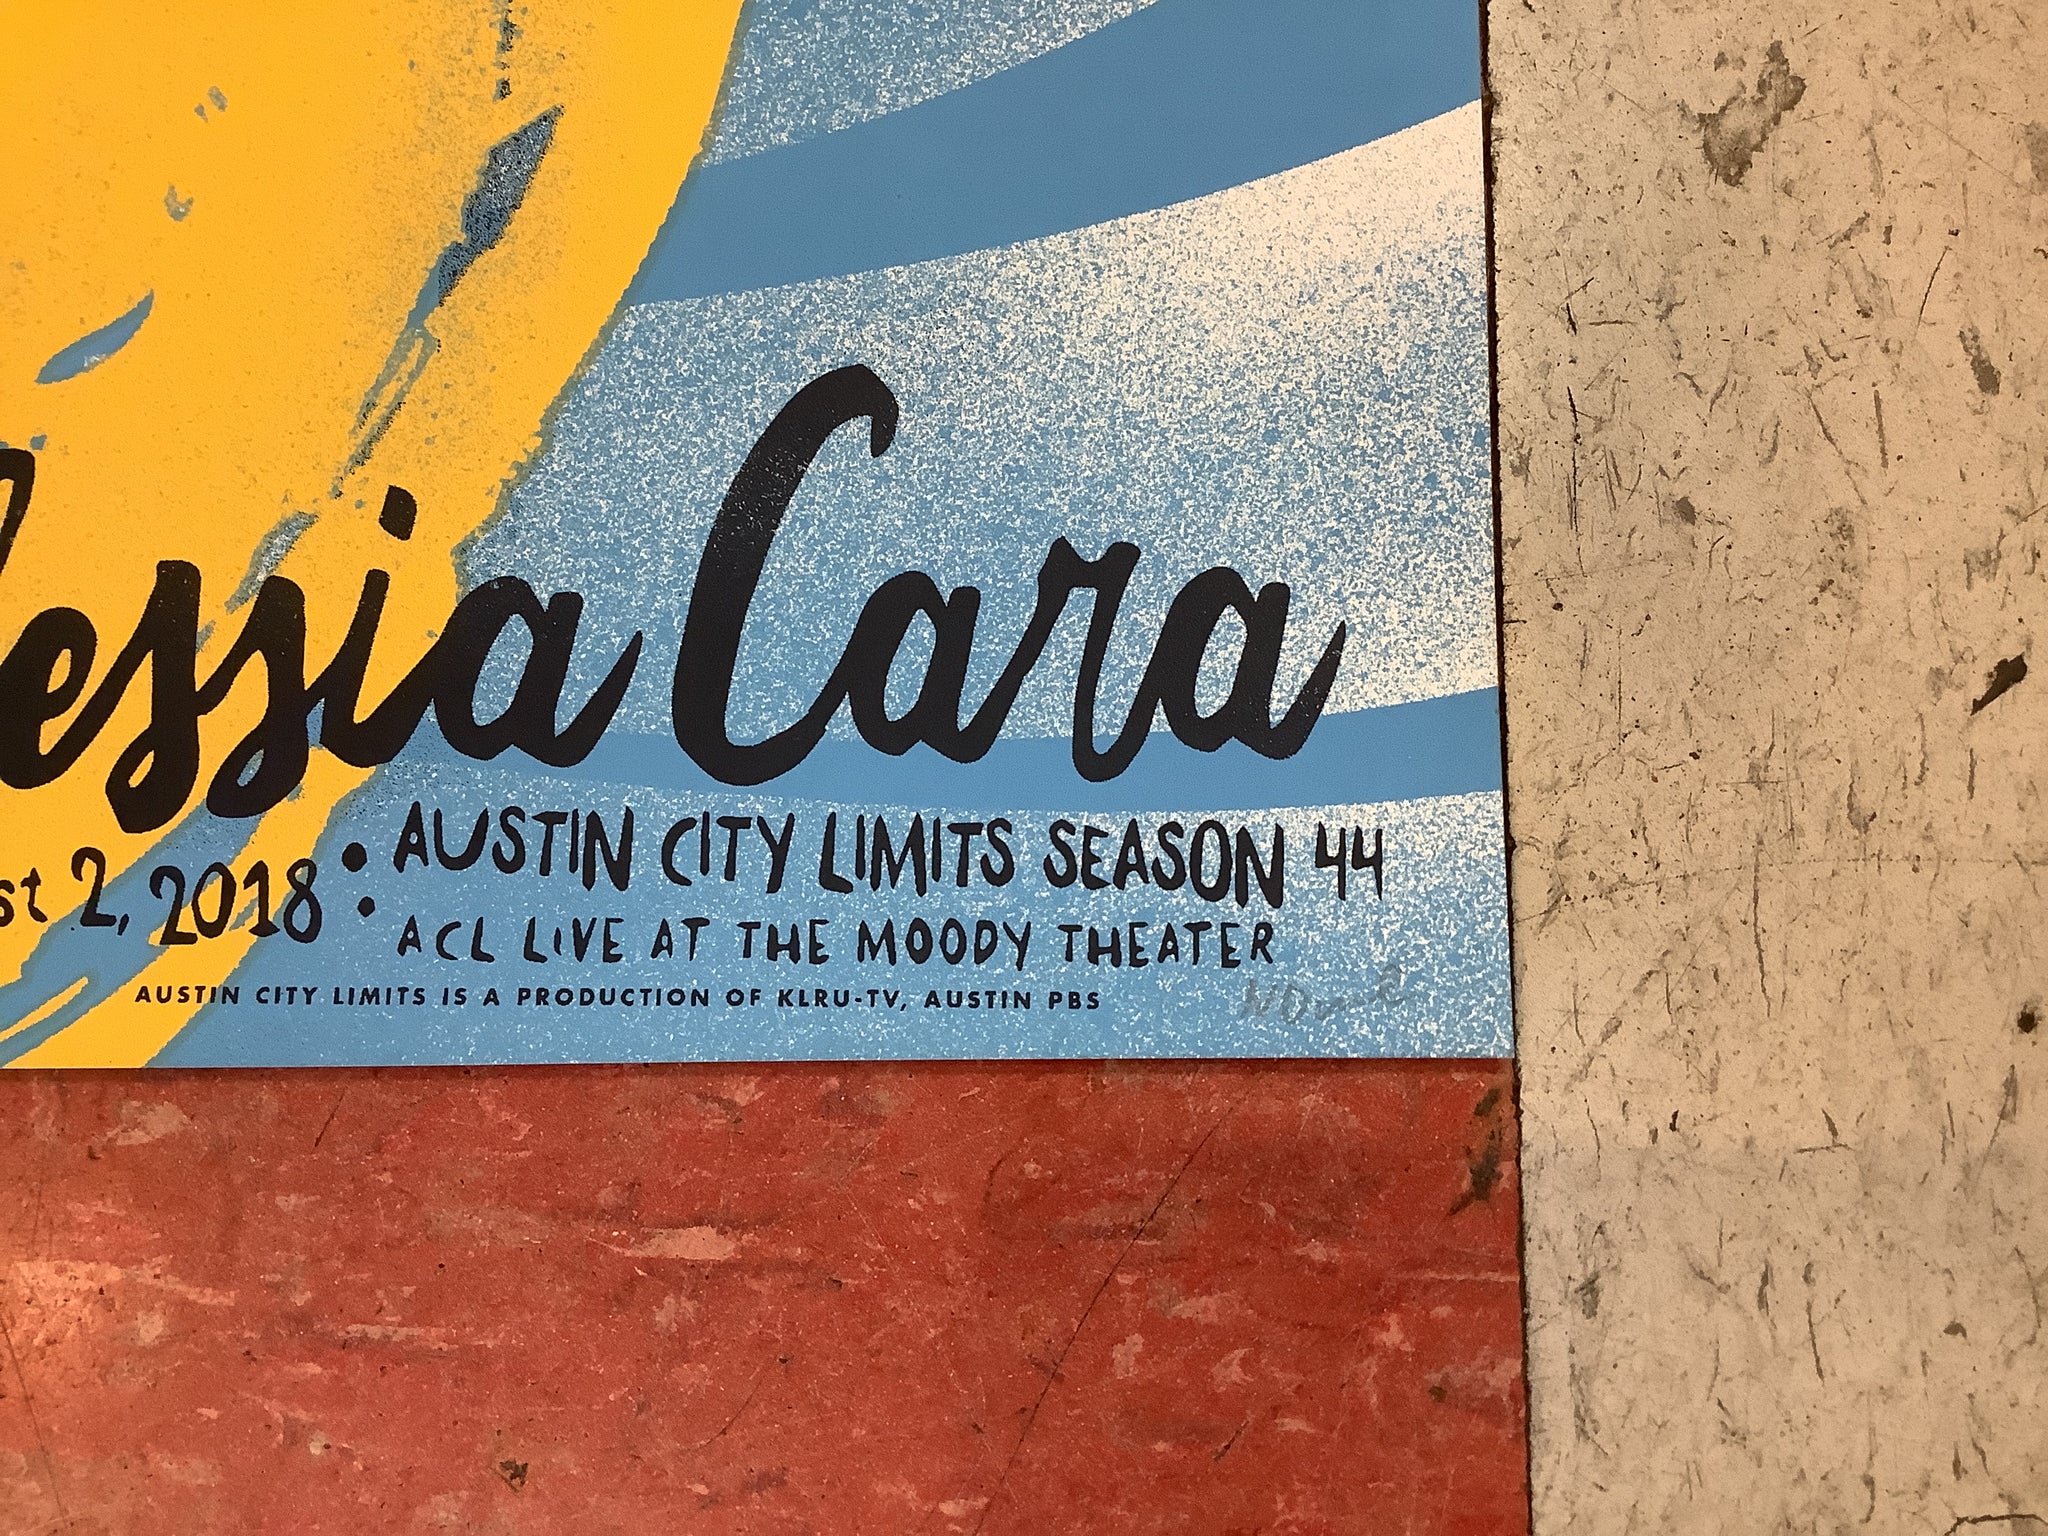 lessia Cara
st 2, 2018
AUSTIN CITY LIMITS SEASON 44
ACL LIVE AT THE MOODY THEATER
AUSTIN CITY LIMITS IS A PRODUCTION OF KLRU-TV, AUSTIN PBS